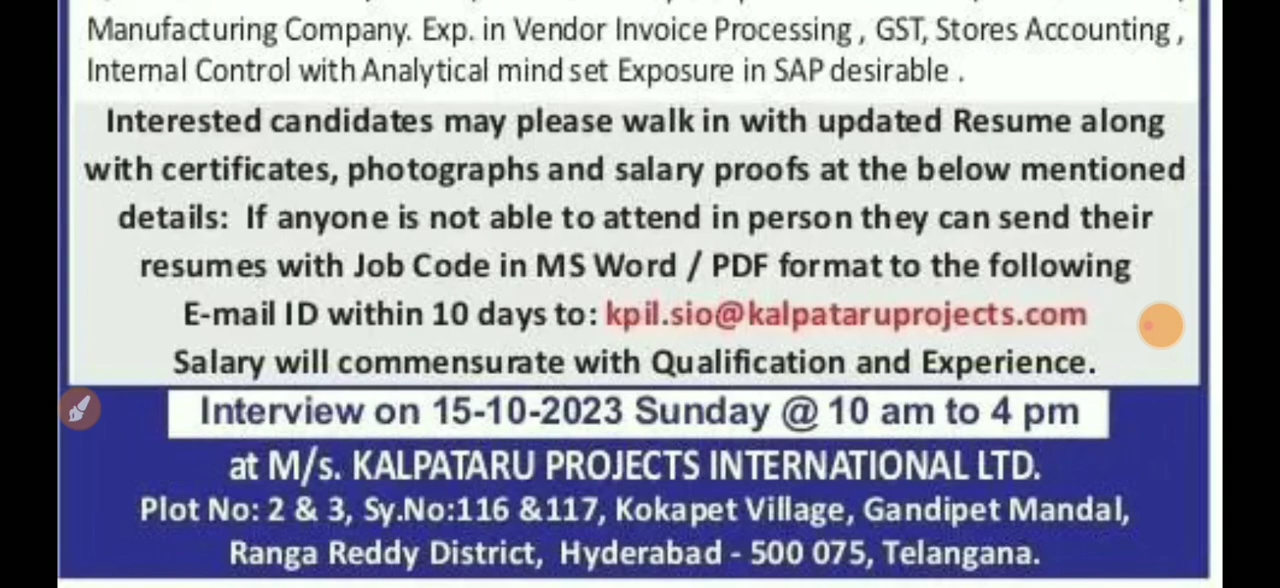 Manufacturing Company. Exp. in Vendor Invoice Processing , GST, Stores Accounting ,
Internal Control with Analytical mind set Exposure in SAP desirable .
Interested candidates may please walk in with updated Resume along
with certificates, photographs and salary proofs at the below mentioned
details: If anyone is not able to attend in person they can send their
resumes with Job Code in MS Word / PDF format to the following
E-mail ID within 10 days to: kpil.sio@kalpataruprojects.com
Salary will commensurate with Qualification and Experience.
Interview on 15-10-2023 Sunday @ 10 am to 4 pm
at M/s. KALPATARU PROJECTS INTERNATIONAL LTD.
Plot No: 2 & 3, Sy.No:116 &117, Kokapet Village, Gandipet Mandal,
Ranga Reddy District, Hyderabad - 500 075, Telangana.